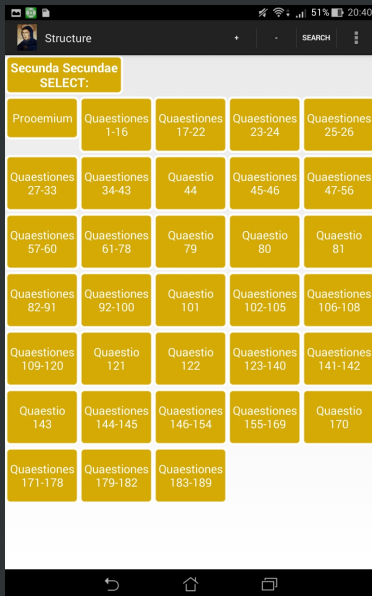 51% 20:40
Structure + - SEARCH
Secunda Secundae
SELECT:
Prooemium
Quaestiones
1-16
Quaestiones
17-22
Quaestiones
23-24
Quaestiones
25-26
Quaestiones
27-33
Quaestiones
34-43
Quaestio
44
Quaestiones
45-46
Quaestiones
47-56
Quaestiones
57-60
Quaestiones
61-78
Quaestio
79
Quaestio
80
Quaestio
81
Quaestiones
82-91
Quaestiones
92-100
Quaestio
101
Quaestiones
102-105
Quaestiones
106-108
Quaestiones
109-120
Quaestio
121
Quaestio
122
Quaestiones
123-140
Quaestiones
141-142
Quaestio
143
Quaestiones
144-145
Quaestiones
146-154
Quaestiones
155-169
Quaestio
170
Quaestiones
171-178
Quaestiones
179-182
Quaestiones
183-189